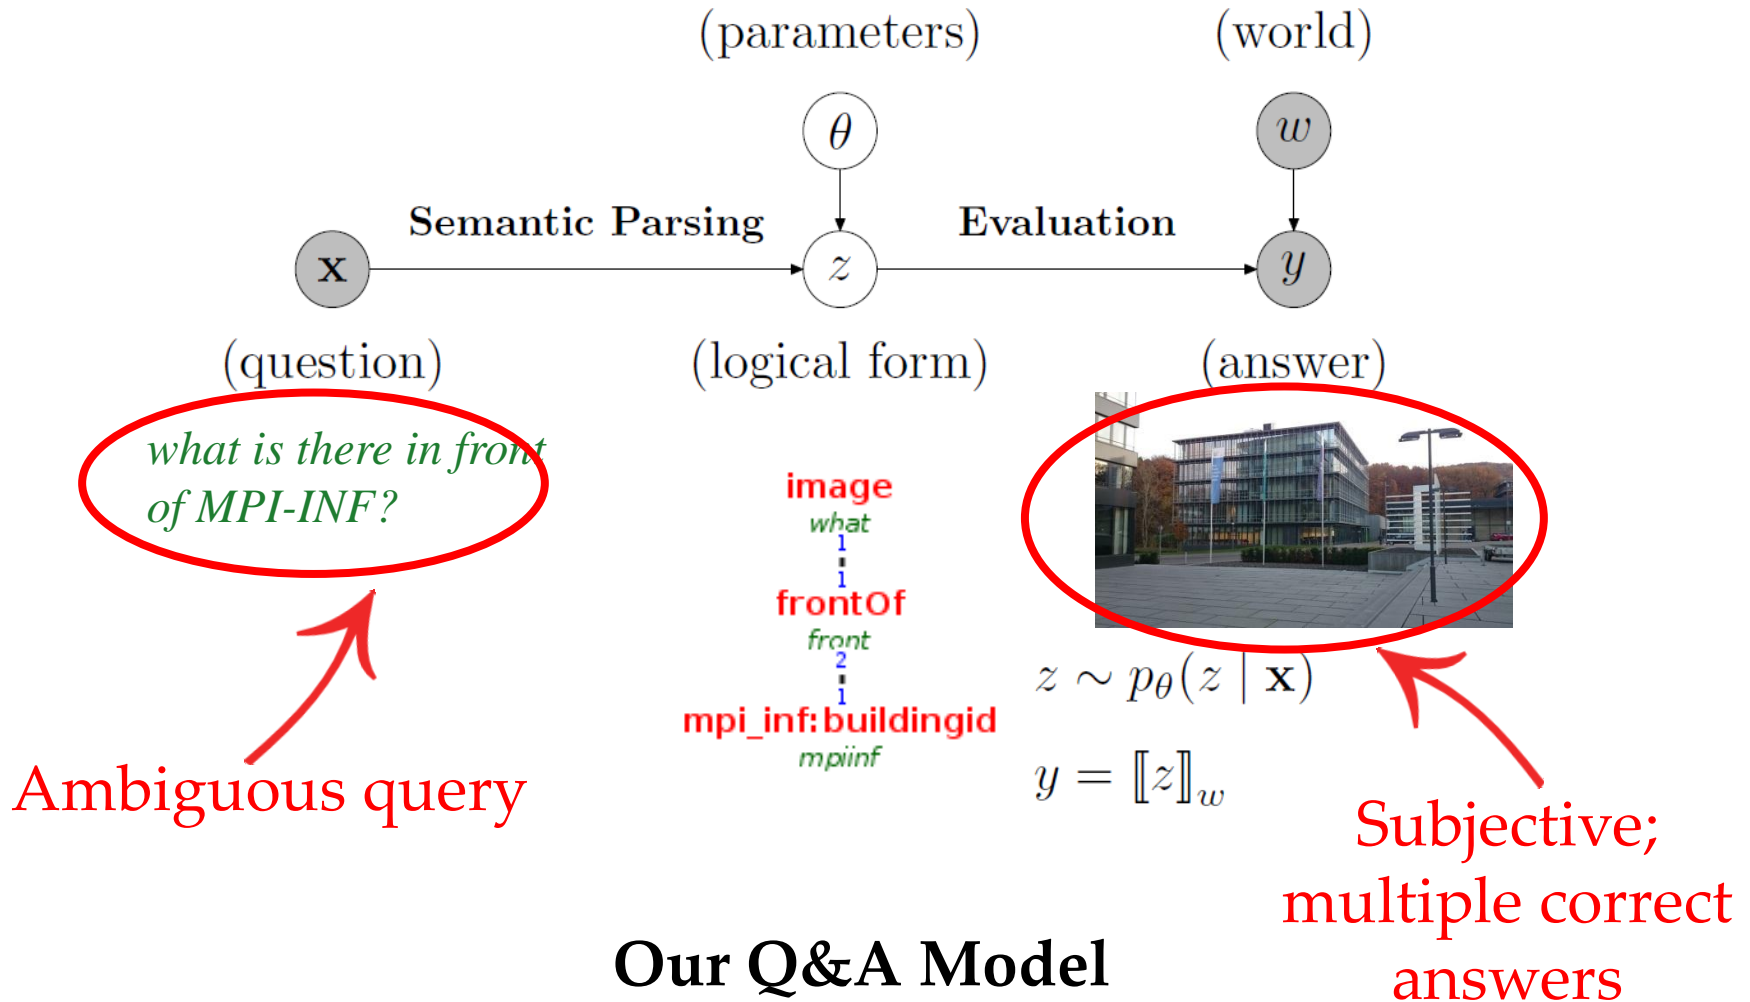 (parameters)
(world)
θ
w
Semantic Parsing
Evaluation
x
z
y
(question)
(logical form)
(answer)
what is there in front
of MPI-INF?
image
what
1
1
frontOf
front
2
1
mpi_inf:buildingid
mpiinf
z ∼ pθ(z | x)
y = ⟦z⟧w
Ambiguous query
Subjective;
multiple correct
answers
Our Q&A Model